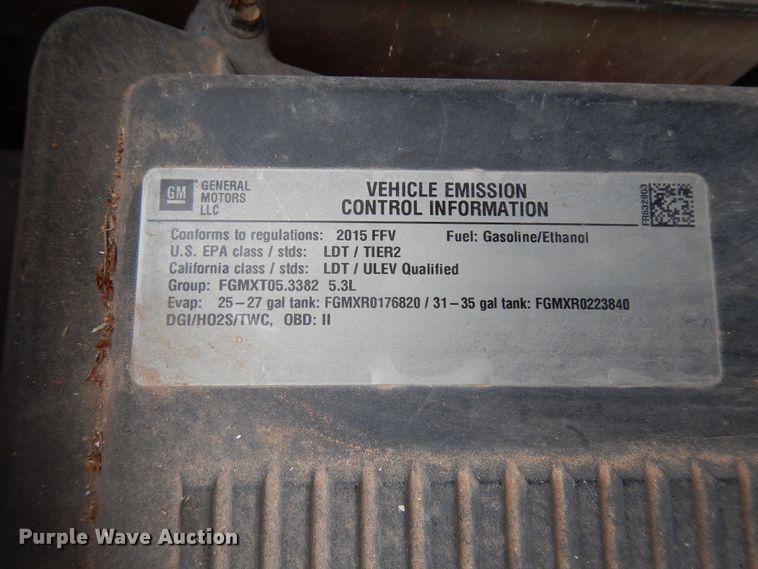 GM
GENERAL
MOTORS
LLC
VEHICLE EMISSION
CONTROL INFORMATION
FR632963
Conforms to regulations: 2015 FFV Fuel: Gasoline/Ethanol
U.S. EPA class / stds: LDT / TIER2
California class / stds: LDT / ULEV Qualified
Group: FGMXT05.3382 5.3L
Evap: 25-27 gal tank: FGMXR0176820 / 31-35 gal tank: FGMXR0223840
DGI/HO2S/TWC, OBD: II
Purple Wave Auction